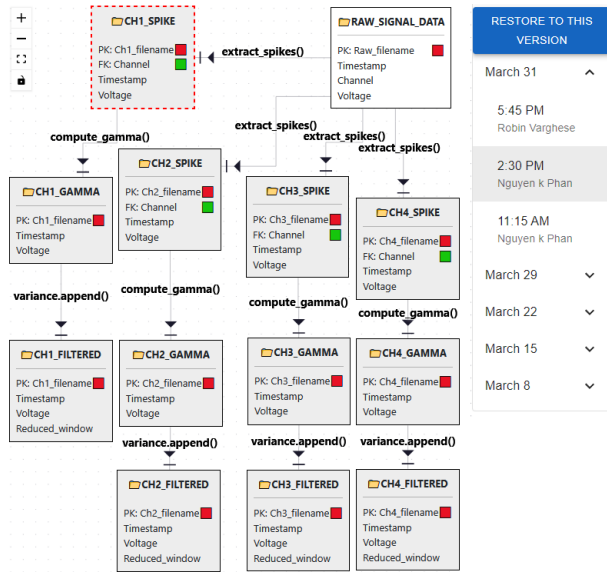 CH1_SPIKE
PK: Ch1_filename
FK: Channel
Timestamp
Voltage
RAW_SIGNAL_DATA
PK: Raw_filename
Timestamp
Channel
Voltage
extract_spikes()
extract_spikes()
extract_spikes()
extract_spikes()
compute_gamma()
CH2_SPIKE
PK: Ch2_filename
FK: Channel
Timestamp
Voltage
CH1_GAMMA
PK: Ch1_filename
Timestamp
Voltage
CH3_SPIKE
PK: Ch3_filename
FK: Channel
Timestamp
Voltage
CH4_SPIKE
PK: Ch4_filename
FK: Channel
Timestamp
Voltage
variance.append()
compute_gamma()
compute_gamma()
compute_gamma()
CH1_FILTERED
PK: Ch1_filename
Timestamp
Voltage
Reduced_window
CH2_GAMMA
PK: Ch2_filename
Timestamp
Voltage
CH3_GAMMA
PK: Ch3_filename
Timestamp
Voltage
CH4_GAMMA
PK: Ch4_filename
Timestamp
Voltage
variance.append()
variance.append()
variance.append()
CH2_FILTERED
PK: Ch2_filename
Timestamp
Voltage
Reduced_window
CH3_FILTERED
PK: Ch3_filename
Timestamp
Voltage
Reduced_window
CH4_FILTERED
PK: Ch4_filename
Timestamp
Voltage
Reduced_window
RESTORE TO THIS
VERSION
March 31
5:45 PM
Robin Varghese
2:30 PM
Nguyen k Phan
11:15 AM
Nguyen k Phan
March 29
March 22
March 15
March 8